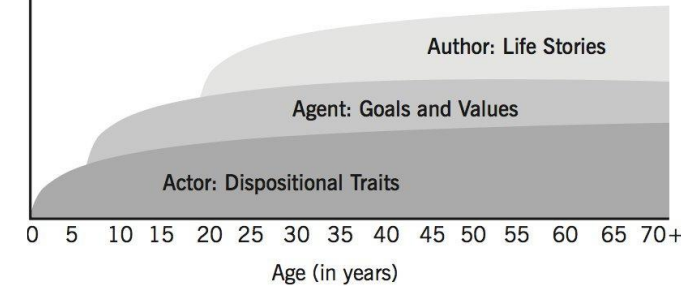 Author: Life Stories
Agent: Goals and Values
Actor: Dispositional Traits
0 5 10 15 20 25 30 35 40 45 50 55 60 65 70+
Age (in years)